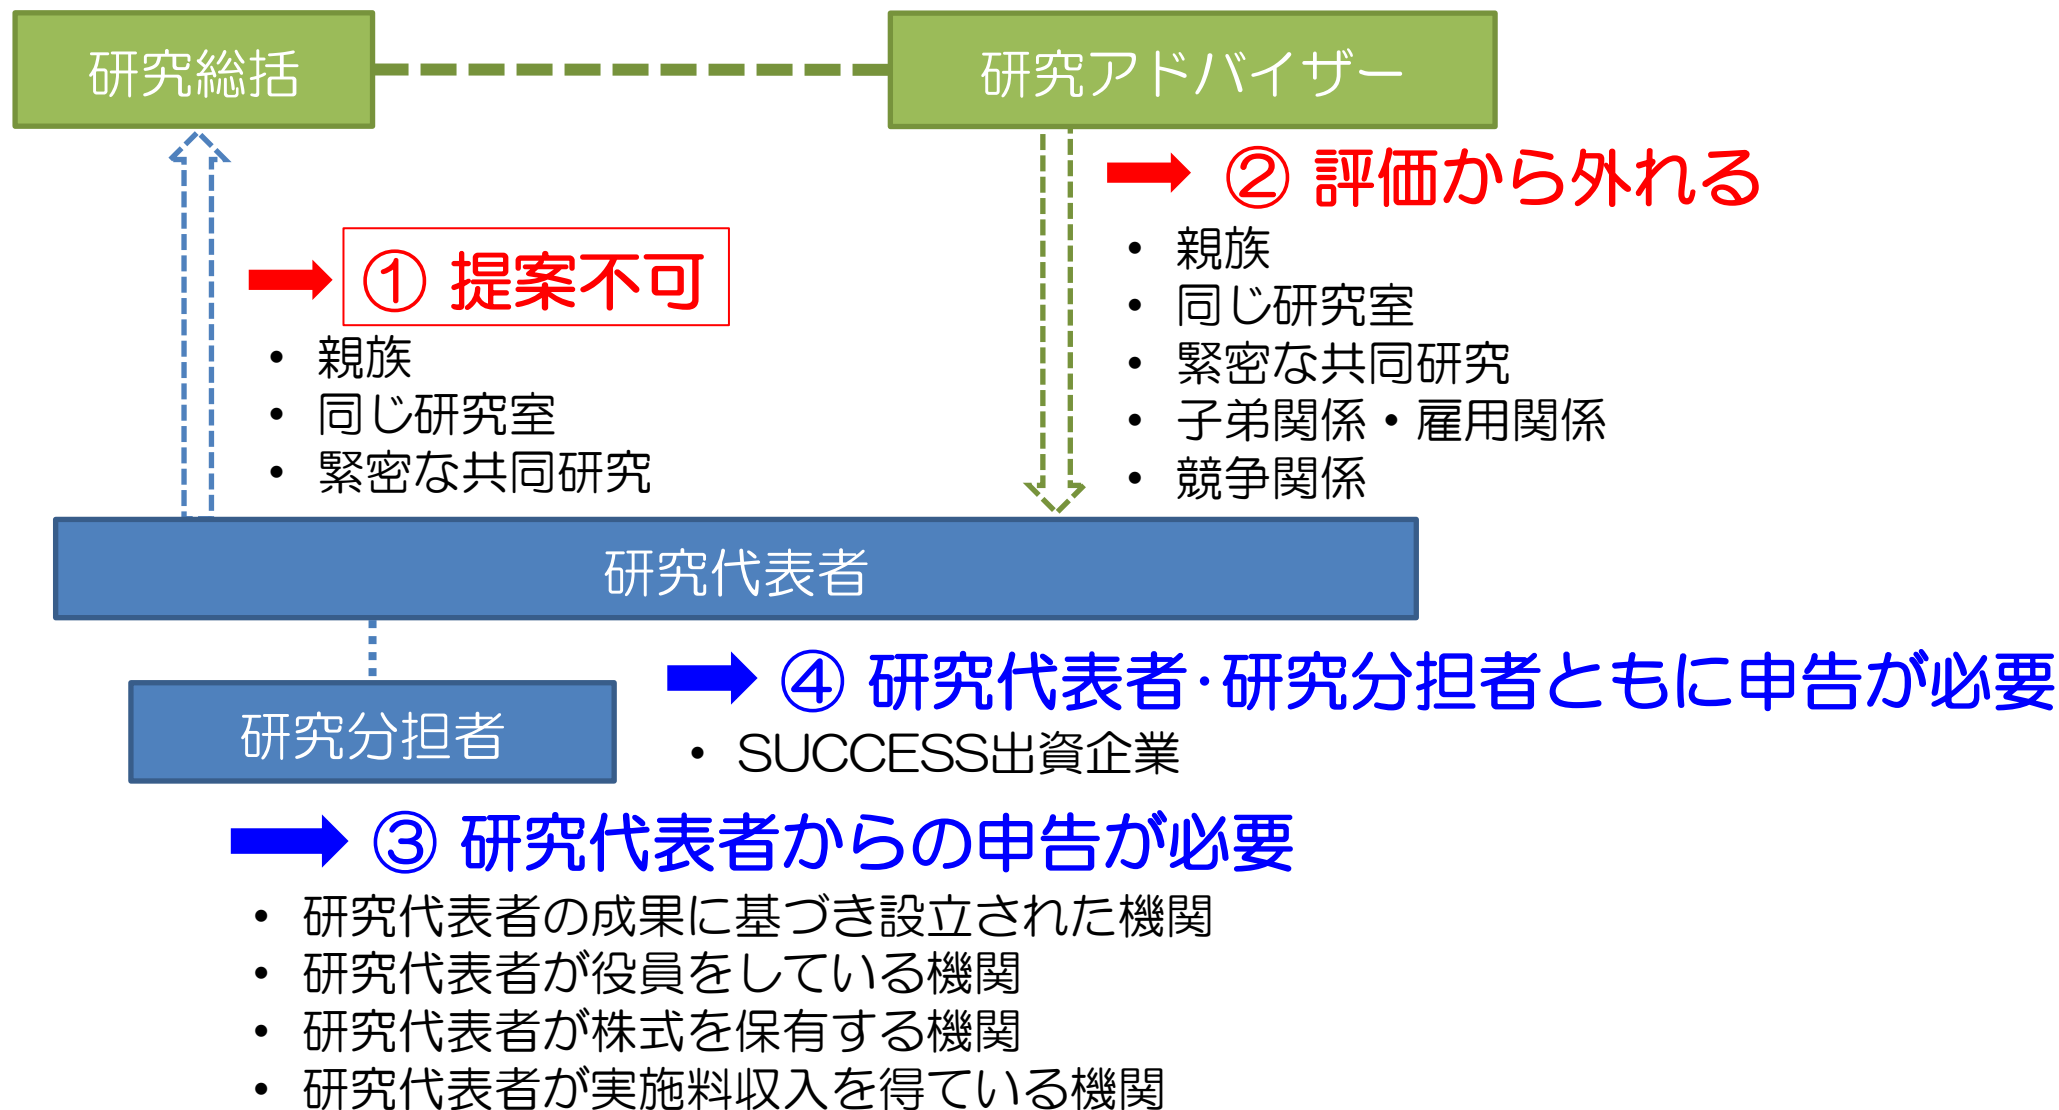 研究総括
研究アドバイザー
② 評価から外れる
• 親族
• 同じ研究室
• 緊密な共同研究
• 子弟関係・雇用関係
• 競争関係
① 提案不可
• 親族
• 同じ研究室
• 緊密な共同研究
研究代表者
④ 研究代表者・研究分担者ともに申告が必要
• SUCCESS出資企業
研究分担者
③ 研究代表者からの申告が必要
• 研究代表者の成果に基づき設立された機関
• 研究代表者が役員をしている機関
• 研究代表者が株式を保有する機関
• 研究代表者が実施料収入を得ている機関